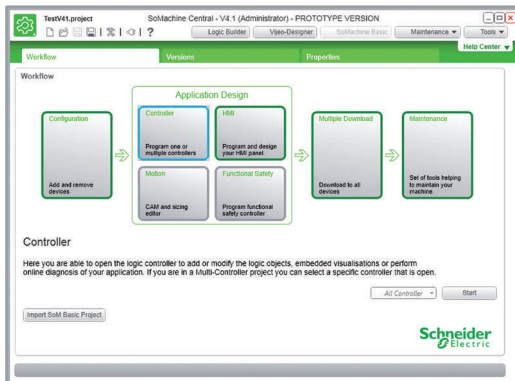 TestV41.project
SoMachine Central - V4.1 (Administrator) - PROTOTYPE VERSION
?
Logic Builder
Vijeo-Designer
SoMachine Basic
Maintenance
Tools
Help Center
Workflow
Versions
Properties
Workflow
Application Design
Configuration
Add and remove
devices
Controller
Program one or
multiple controllers
HMI
Program and design
your HMI panel
Motion
CAM and sizing
editor
Functional Safety
Program functional
safety controller
Multiple Download
Download to all
devices
Maintenance
Set of tools helping
to maintain your
machine.
Controller
Here you are able to open the logic controller to add or modify the logic objects, embedded visualisations or perform
online diagnosis of your application. If you are in a Multi-Controller project you can select a specific controller that is open.
All Controller
Start
Import SoM Basic Project
Schneider
Electric